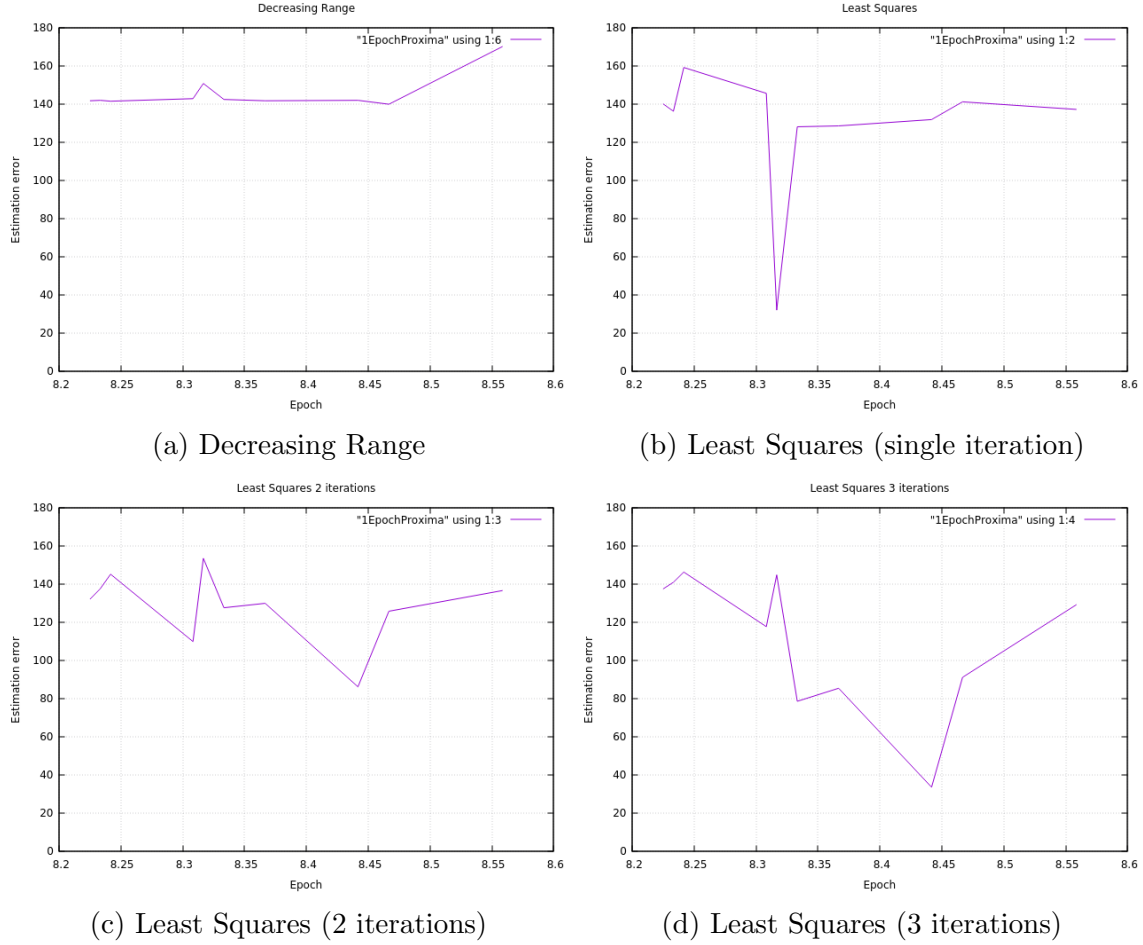 Decreasing Range
"1EpochProxima" using 1:6
180
160
140
120
100
80
60
40
20
0
Estimation error
8.2 8.25 8.3 8.35 8.4 8.45 8.5 8.55 8.6
Epoch
(a) Decreasing Range
Least Squares
"1EpochProxima" using 1:2
180
160
140
120
100
80
60
40
20
0
Estimation error
8.2 8.25 8.3 8.35 8.4 8.45 8.5 8.55 8.6
Epoch
(b) Least Squares (single iteration)
Least Squares 2 iterations
"1EpochProxima" using 1:3
180
160
140
120
100
80
60
40
20
0
Estimation error
8.2 8.25 8.3 8.35 8.4 8.45 8.5 8.55 8.6
Epoch
(c) Least Squares (2 iterations)
Least Squares 3 iterations
"1EpochProxima" using 1:4
180
160
140
120
100
80
60
40
20
0
Estimation error
8.2 8.25 8.3 8.35 8.4 8.45 8.5 8.55 8.6
Epoch
(d) Least Squares (3 iterations)